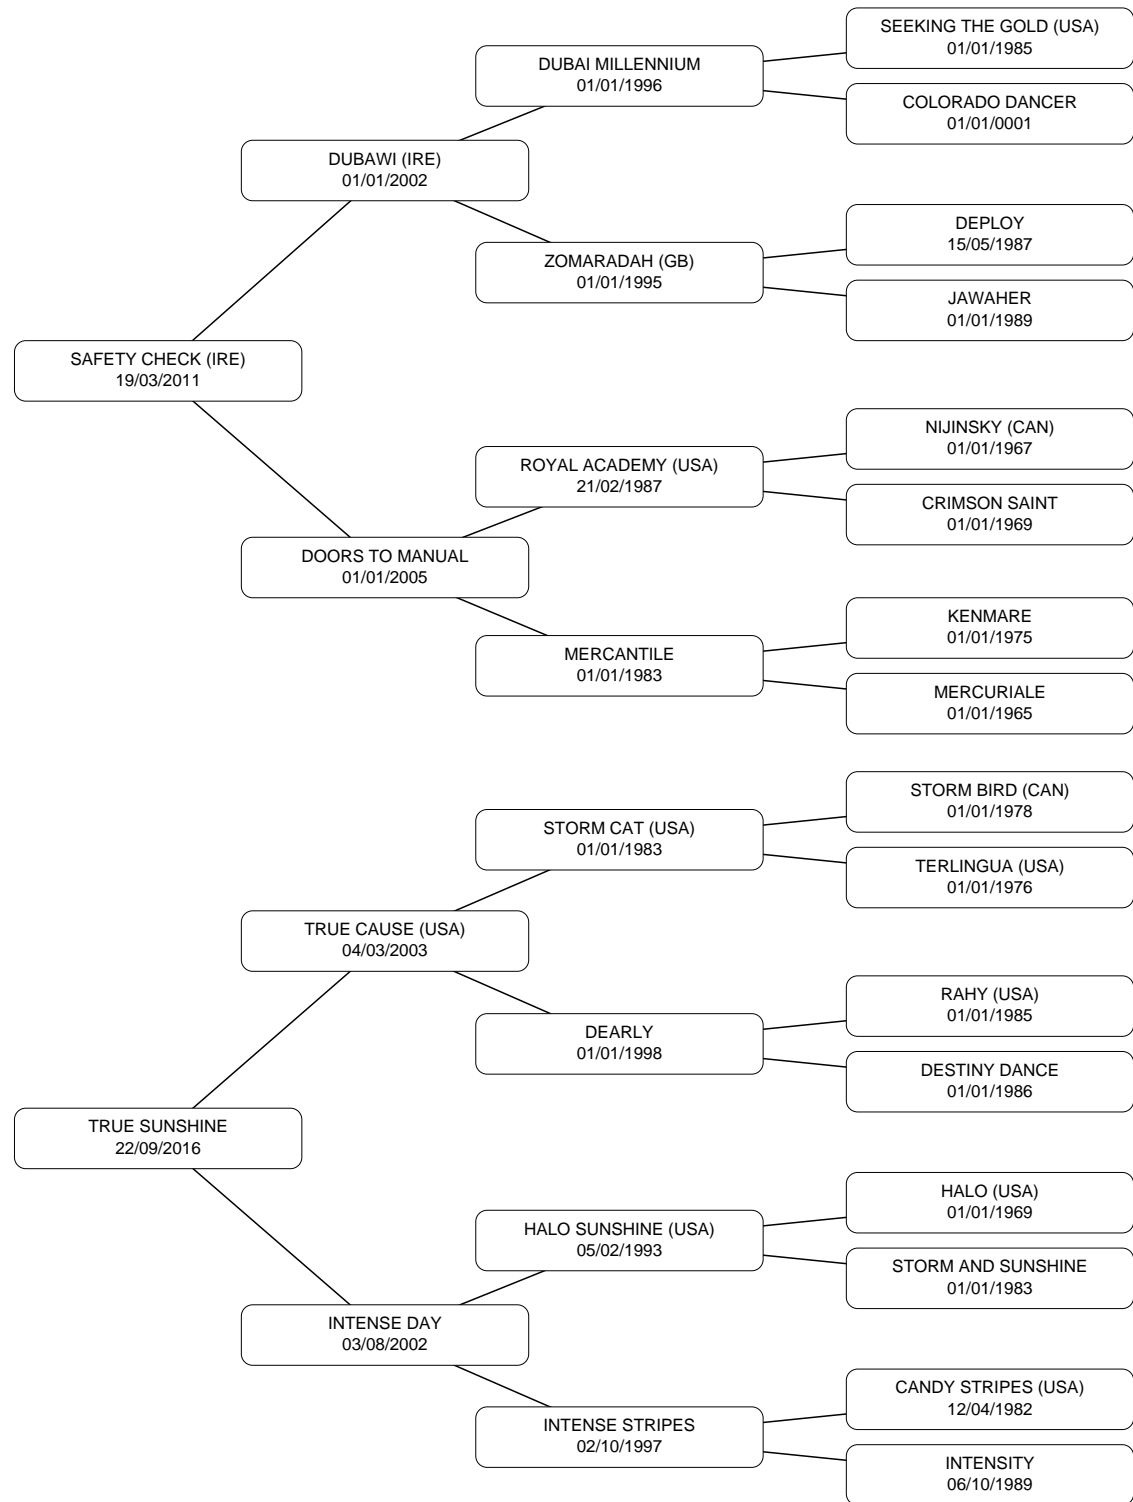 SEEKING THE GOLD (USA)
01/01/1985
DUBAI MILLENNIUM
01/01/1996
COLORADO DANCER
01/01/0001
DUBAWI (IRE)
01/01/2002
DEPLOY
15/05/1987
ZOMARADAH (GB)
01/01/1995
JAWAHER
01/01/1989
SAFETY CHECK (IRE)
19/03/2011
NIJINSKY (CAN)
01/01/1967
ROYAL ACADEMY (USA)
21/02/1987
CRIMSON SAINT
01/01/1969
DOORS TO MANUAL
01/01/2005
KENMARE
01/01/1975
MERCANTILE
01/01/1983
MERCURIALE
01/01/1965
STORM BIRD (CAN)
01/01/1978
STORM CAT (USA)
01/01/1983
TERLINGUA (USA)
01/01/1976
TRUE CAUSE (USA)
04/03/2003
RAHY (USA)
01/01/1985
DEARLY
01/01/1998
DESTINY DANCE
01/01/1986
TRUE SUNSHINE
22/09/2016
HALO (USA)
01/01/1969
HALO SUNSHINE (USA)
05/02/1993
STORM AND SUNSHINE
01/01/1983
INTENSE DAY
03/08/2002
CANDY STRIPES (USA)
12/04/1982
INTENSE STRIPES
02/10/1997
INTENSITY
06/10/1989